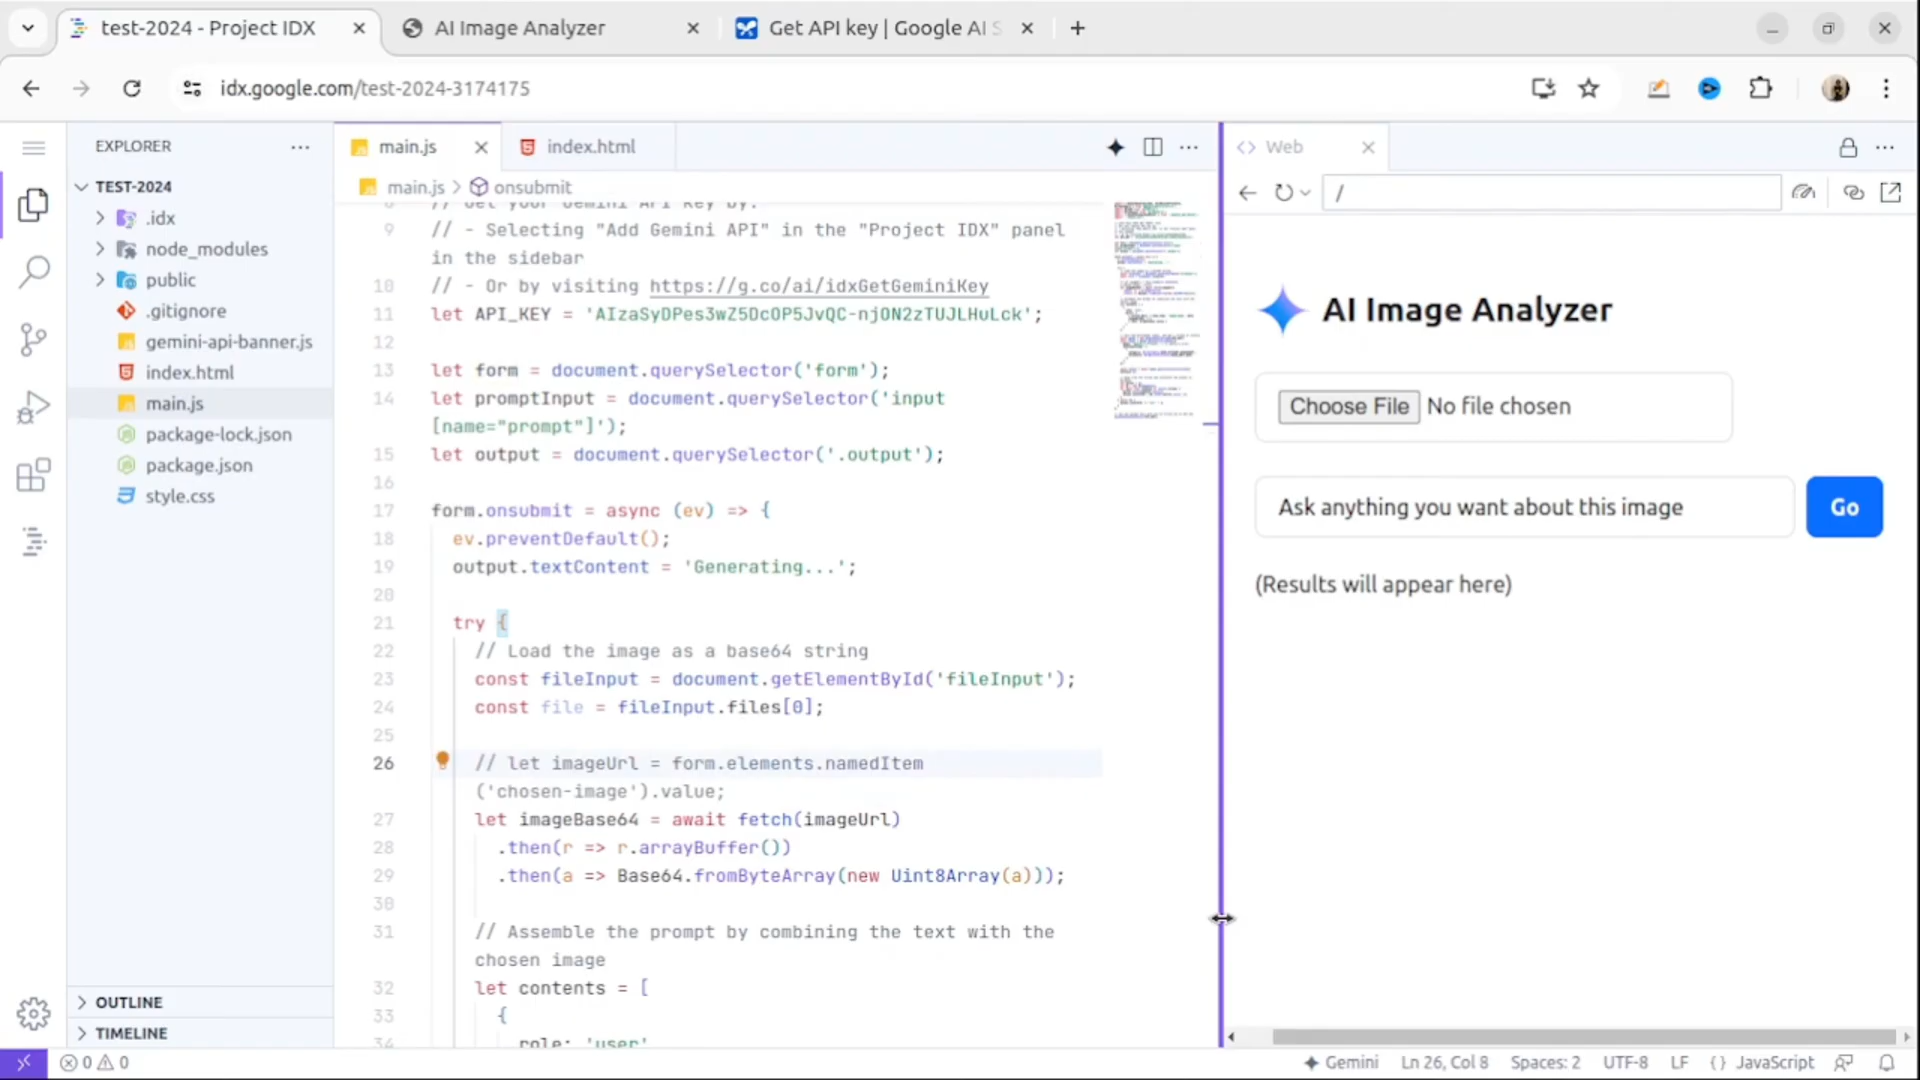 test-2024 - Project IDX
AI Image Analyzer
Get API key | Google AI S
idx.google.com/test-2024-3174175
EXPLORER
TEST-2024
.idx
node_modules
public
.gitignore
gemini-api-banner.js
index.html
main.js
package-lock.json
package.json
style.css
OUTLINE
TIMELINE
main.js
index.html
main.js > onsubmit
// Get your Gemini API Key by:
9 // - Selecting "Add Gemini API" in the "Project IDX" panel
in the sidebar
10 // - Or by visiting https://g.co/ai/idxGetGeminiKey
11 let API_KEY = 'AIzaSyDPes3wZ5DcOP5JvQC-njON2zTUJLHuLck';
12
13 let form = document.querySelector('form');
14 let promptInput = document.querySelector('input
[name="prompt"]');
15 let output = document.querySelector('.output');
16
17 form.onsubmit = async (ev) => {
18 ev.preventDefault();
19 output.textContent = 'Generating...';
20
21 try {
22 // Load the image as a base64 string
23 const fileInput = document.getElementById('fileInput');
24 const file = fileInput.files[0];
25
26 // let imageUrl = form.elements.namedItem
('chosen-image').value;
27 let imageBase64 = await fetch(imageUrl)
28 .then(r => r.arrayBuffer())
29 .then(a => Base64.fromByteArray(new Uint8Array(a)));
30
31 // Assemble the prompt by combining the text with the
chosen image
32 let contents = [
33 {
34 role: 'user'
Web
/
AI Image Analyzer
Choose File No file chosen
Ask anything you want about this image
Go
(Results will appear here)
0 0
Gemini
Ln 26, Col 8
Spaces: 2
UTF-8
LF
{ } JavaScript